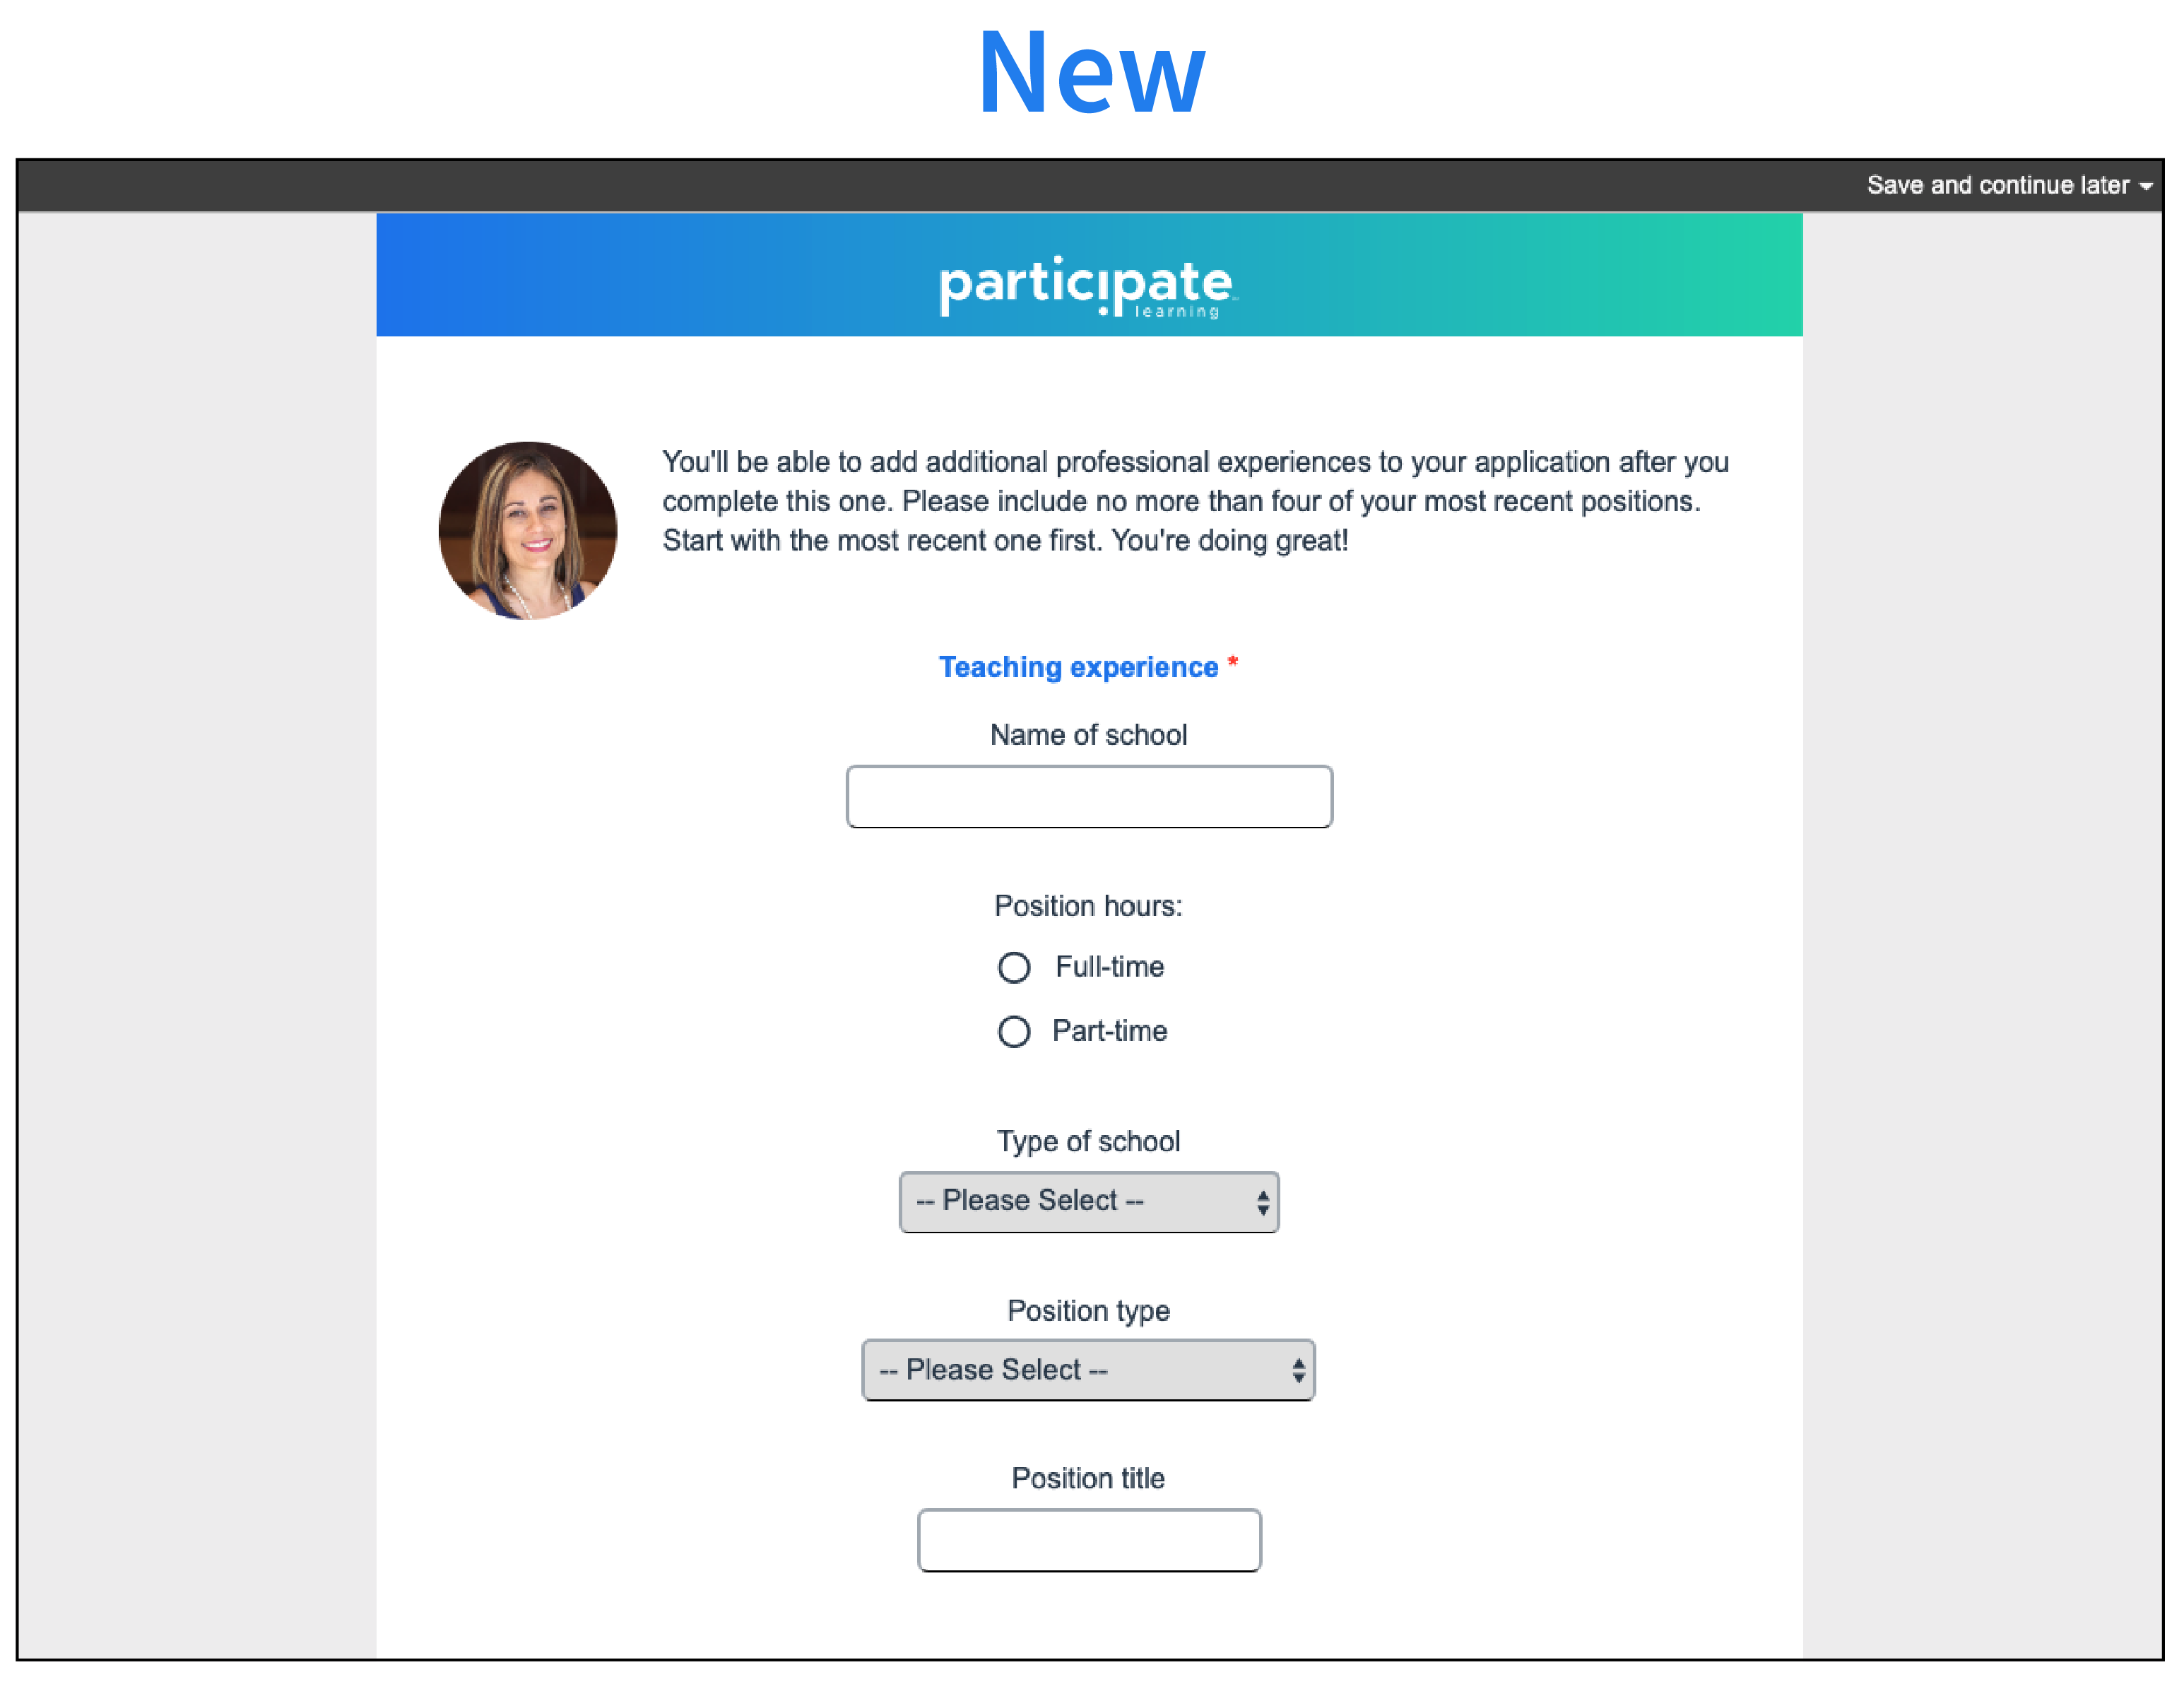 New
Save and continue later
participate
learning
You'll be able to add additional professional experiences to your application after you
complete this one. Please include no more than four of your most recent positions.
Start with the most recent one first. You're doing great!
Teaching experience *
Name of school
Position hours:
Full-time
Part-time
Type of school
-- Please Select --
Position type
-- Please Select --
Position title